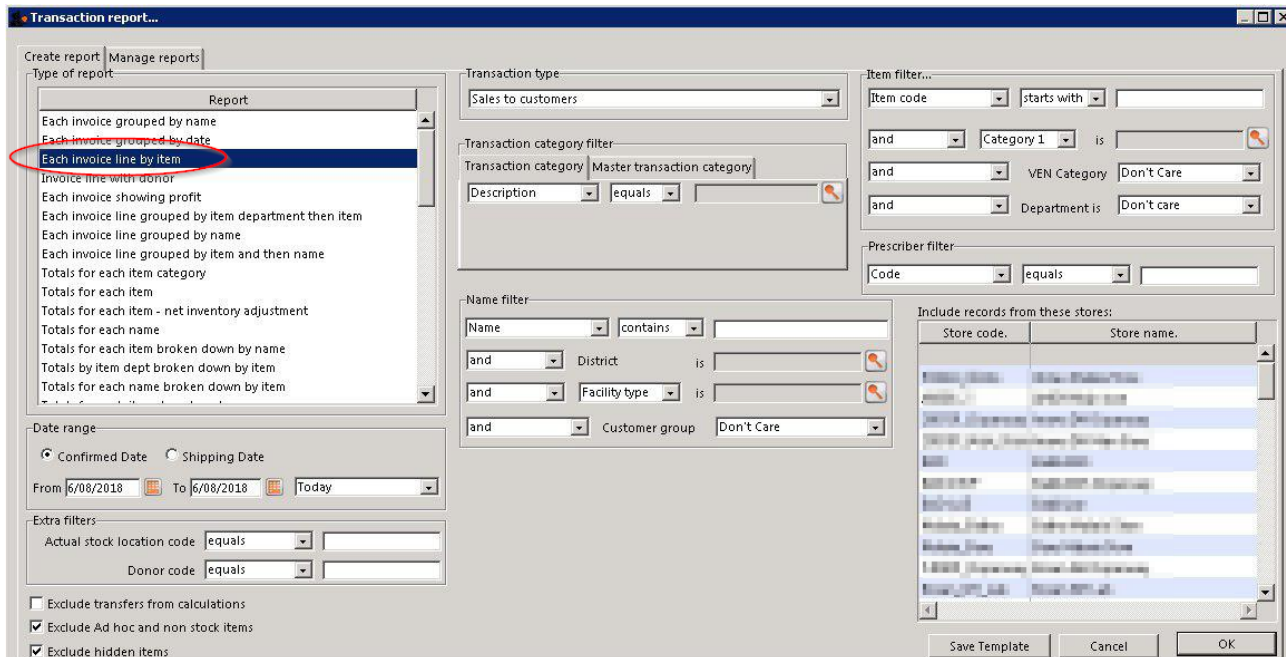 Transaction report...
Create report Manage reports
Type of report
Report
Each invoice grouped by name
Each invoice grouped by date
Each invoice line by item
Invoice line with donor
Each invoice showing profit
Each invoice line grouped by item department then item
Each invoice line grouped by name
Each invoice line grouped by item and then name
Totals for each item category
Totals for each item
Totals for each item - net inventory adjustment
Totals for each name
Totals for each item broken down by name
Totals by item dept broken down by item
Totals for each name broken down by item
Date range
Confirmed Date Shipping Date
From 6/08/2018 To 6/08/2018 Today
Extra filters
Actual stock location code equals
Donor code equals
Exclude transfers from calculations
Exclude Ad hoc and non stock items
Exclude hidden items
Transaction type
Sales to customers
Transaction category filter
Transaction category Master transaction category
Description equals
Name filter
Name contains
and District is
and Facility type is
and Customer group Don't Care
Item filter...
Item code starts with
and Category 1 is
and VEN Category Don't Care
and Department is Don't care
Prescriber filter
Code equals
Include records from these stores:
Store code. Store name.
Save Template Cancel OK